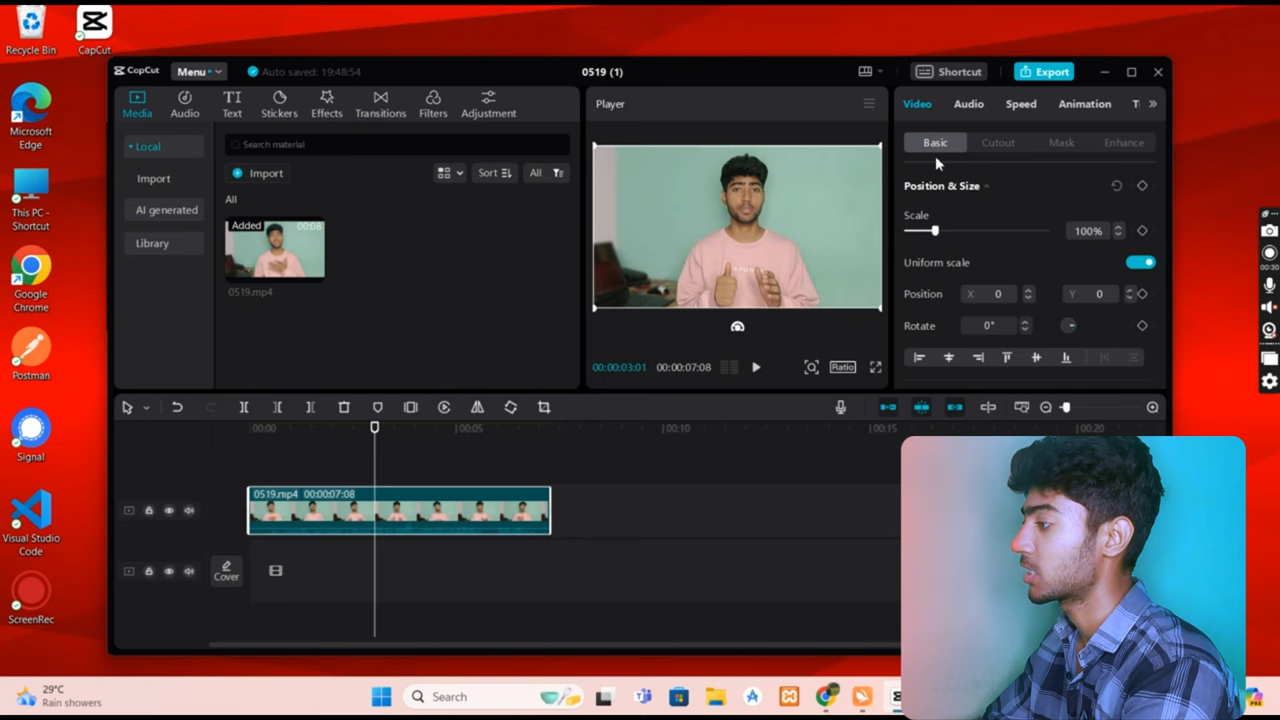 Recycle Bin
CapCut
Microsoft
Edge
This PC -
Shortcut
Google
Chrome
Postman
Signal
Visual Studio
Code
ScreenRec
CapCut
Menu
Auto saved: 19:48:54
0519 (1)
Shortcut
Export
Media
Audio
Text
Stickers
Effects
Transitions
Filters
Adjustment
Local
Import
AI generated
Library
Search material
Import
Sort
All
All
Added
00:08
0519.mp4
Player
00:00:03:01
00:00:07:08
Ratio
Video
Audio
Speed
Animation
T
Basic
Cutout
Mask
Enhance
Position & Size
Scale
100%
Uniform scale
Position
X
0
Y
0
Rotate
0°
00:00
00:05
00:10
00:15
00:20
0519.mp4 00:00:07:08
Cover
00:30
29°C
Rain showers
Search